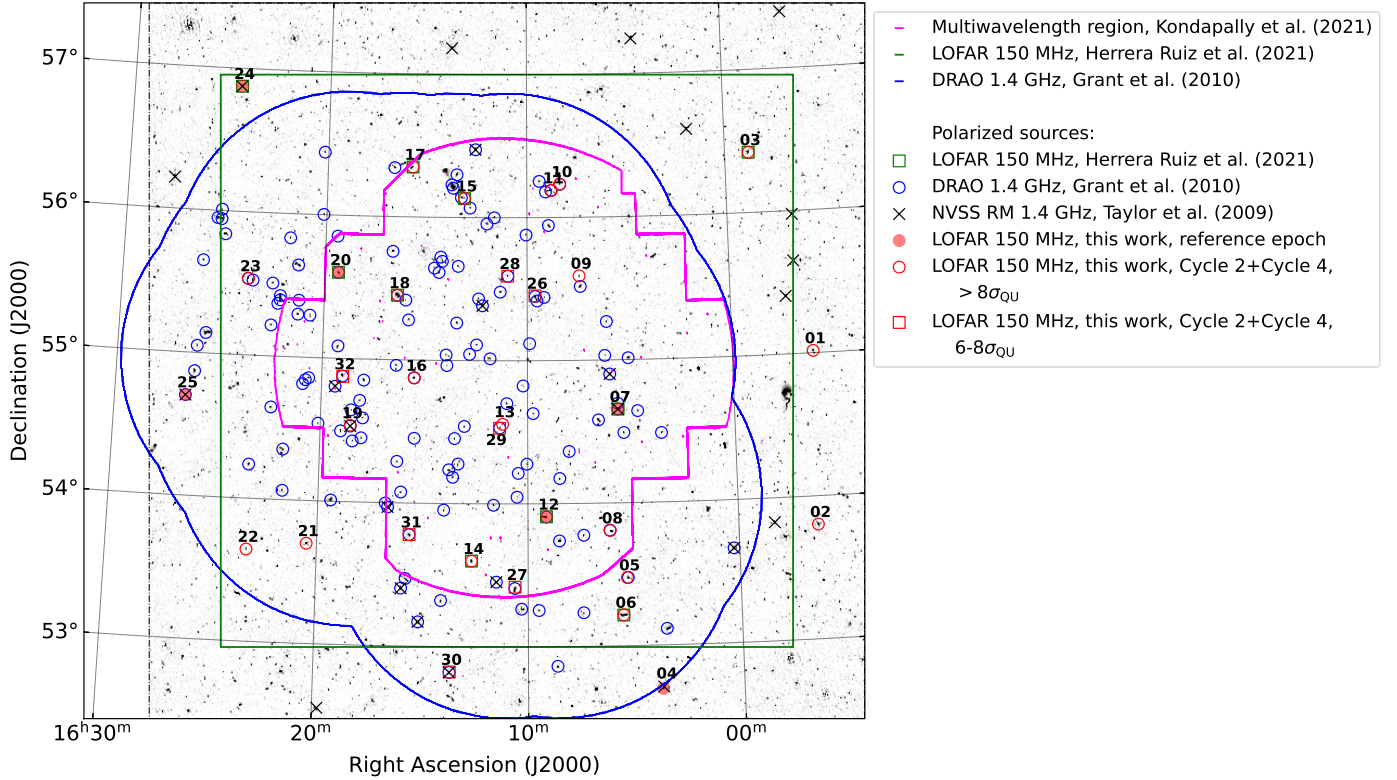 Multiwavelength region, Kondapally et al. (2021)
LOFAR 150 MHz, Herrera Ruiz et al. (2021)
DRAO 1.4 GHz, Grant et al. (2010)
Polarized sources:
LOFAR 150 MHz, Herrera Ruiz et al. (2021)
DRAO 1.4 GHz, Grant et al. (2010)
NVSS RM 1.4 GHz, Taylor et al. (2009)
LOFAR 150 MHz, this work, reference epoch
LOFAR 150 MHz, this work, Cycle 2+Cycle 4,
> 8σQU
LOFAR 150 MHz, this work, Cycle 2+Cycle 4,
6-8σQU
57°
56°
55°
54°
53°
Declination (J2000)
24
03
17
10
11
15
23
20
18
28
26
09
01
25
32
16
07
19
13
29
12
02
22
21
31
08
14
27
05
06
30
04
16h30m
20m
10m
00m
Right Ascension (J2000)